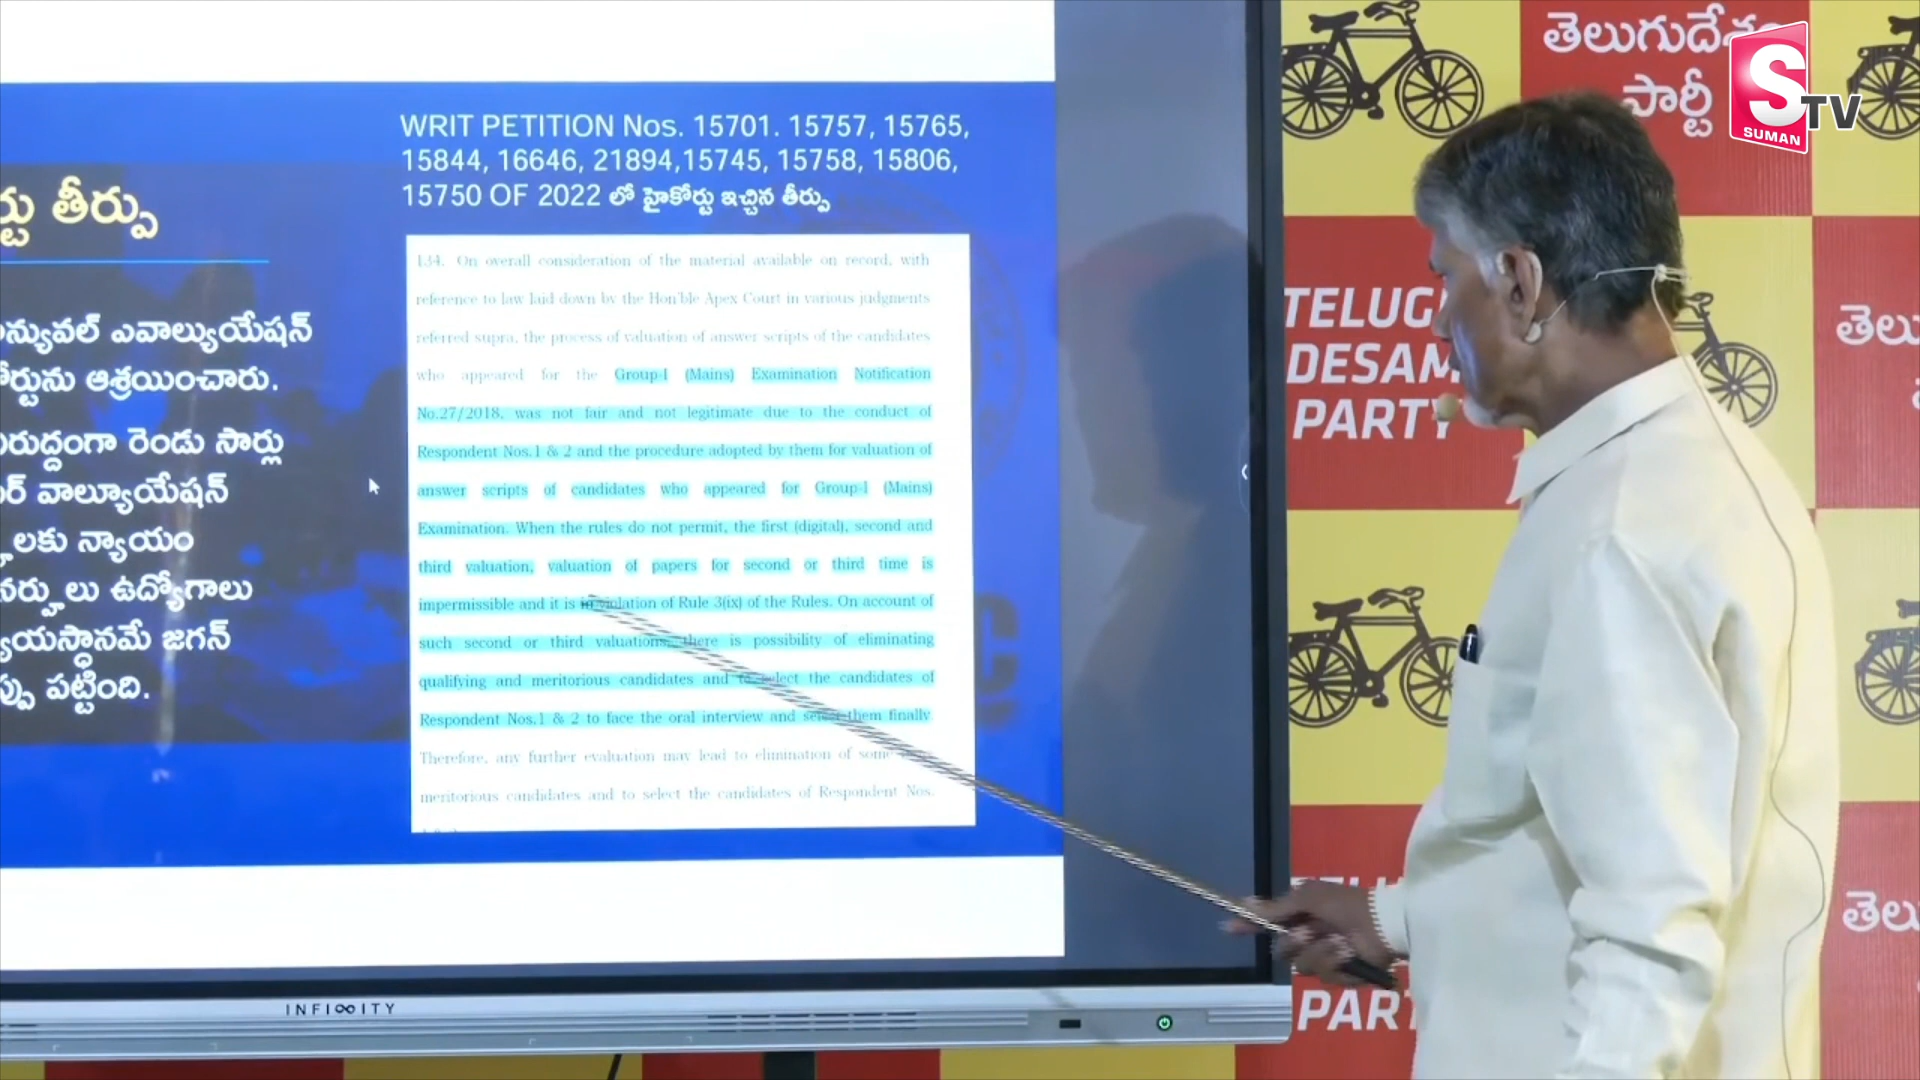 WRIT PETITION Nos. 15701. 15757, 15765,
15844, 16646, 21894,15745, 15758, 15806,
15750 OF 2022 లో హైకోర్టు ఇచ్చిన తీర్పు
తీర్పు
ఎవాల్యుయేషన్
ఆశ్రయించారు.
రెండు సార్లు
వాల్యూయేషన్
న్యాయం
ఉద్యోగాలు
జగన్
పట్టింది.
134. On overall consideration of the material available on record, with
reference to law laid down by the Hon'ble Apex Court in various judgments
referred supra, the process of valuation of answer scripts of the candidates
who appeared for the Group-I (Mains) Examination Notification
No.27/2018, was not fair and not legitimate due to the conduct of
Respondent Nos.1 & 2 and the procedure adopted by them for valuation of
answer scripts of candidates who appeared for Group-I (Mains)
Examination. When the rules do not permit, the first (digital), second and
third valuation, valuation of papers for second or third time is
impermissible and it is in violation of Rule 3(ix) of the Rules. On account of
such second or third valuations, there is possibility of eliminating
qualifying and meritorious candidates and to select the candidates of
Respondent Nos.1 & 2 to face the oral interview and select them finally.
Therefore, any further evaluation may lead to elimination of some
meritorious candidates and to select the candidates of Respondent Nos.
INFINITY
తెలుగుదేశం
పార్టీ
S TV
SUMAN
DESAM
PARTY